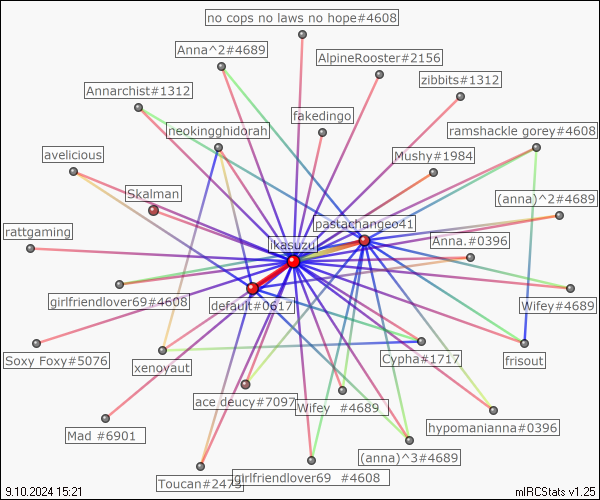 no cops no laws no hope#4608
Anna^2#4689
AlpineRooster#2156
zibbits#1312
Annarchist#1312
fakedingo
neokingghidorah
ramshackle gorey#4608
avelicious
Mushy#1984
Skalman
(anna)^2#4689
pastachangeo41
rattgaming
ikasuzu
Anna.#0396
girlfriendlover69#4608
default#0617
Wifey#4689
Soxy Foxy#5076
xenoyaut
Cypha#1717
frisout
ace deucy#7097
Wifey #4689
hypomanianna#0396
Mad #6901
(anna)^3#4689
Toucan#2473
girlfriendlover69 #4608
9.10.2024 15:21
mIRCStats v1.25